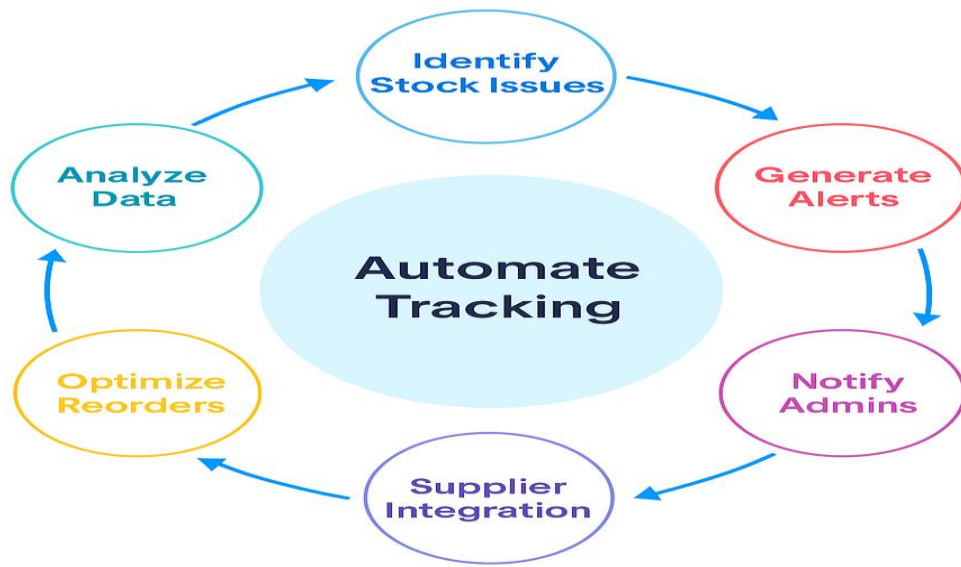 Identify
Stock Issues
Generate
Alerts
Notify
Admins
Supplier
Integration
Optimize
Reorders
Analyze
Data
Automate
Tracking